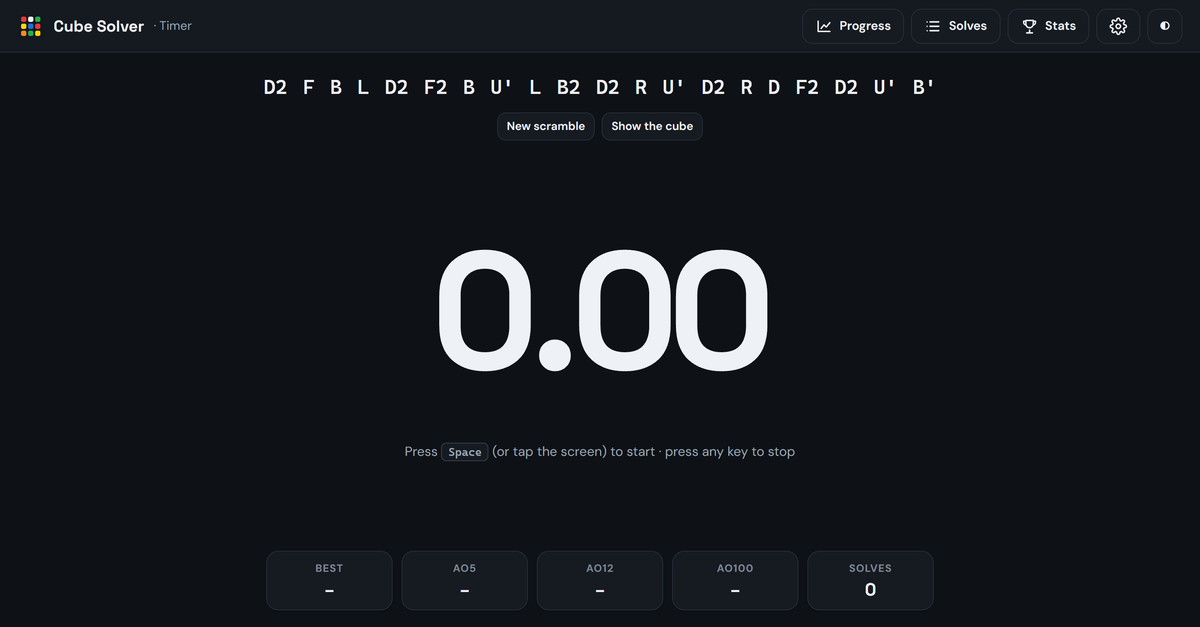 Cube Solver · Timer
Progress
Solves
Stats
D2 F B L D2 F2 B U' L B2 D2 R U' D2 R D F2 D2 U' B'
New scramble
Show the cube
0.00
Press Space (or tap the screen) to start · press any key to stop
BEST
–
AO5
–
AO12
–
AO100
–
SOLVES
0